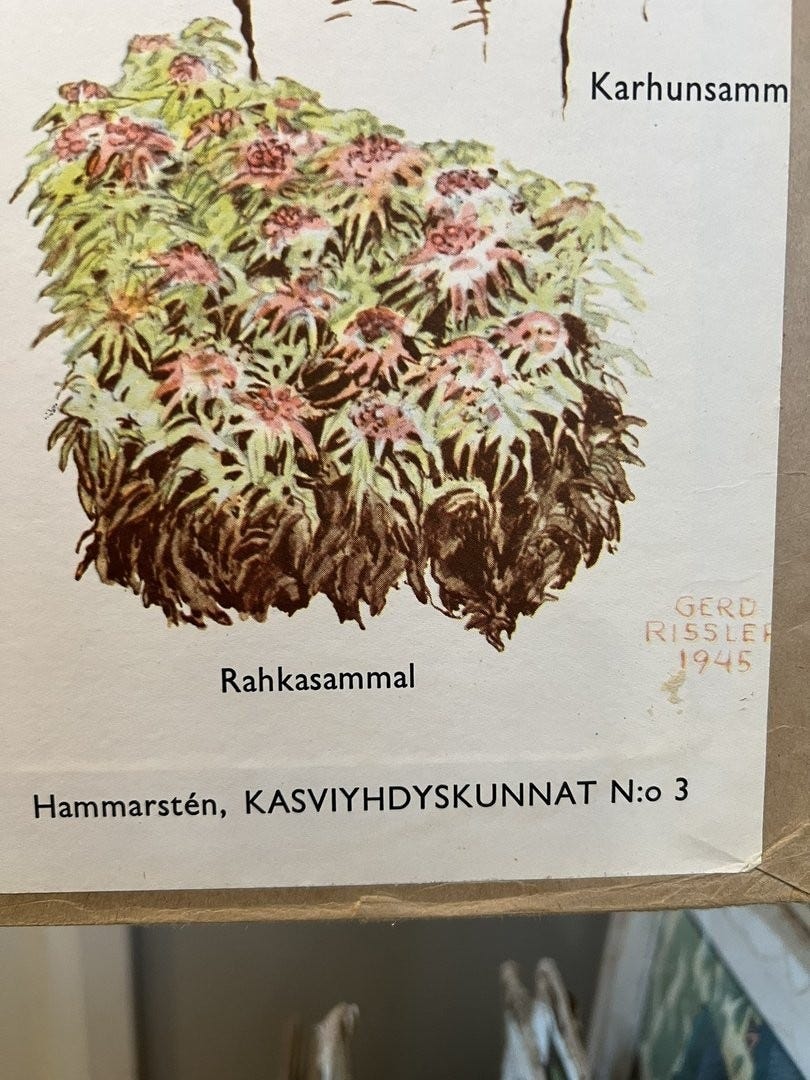 Karhunsamm
Rahkasammal
GERD
RISSLER
1945
Hammarstén, KASVIYHDYSKUNNAT N:o 3